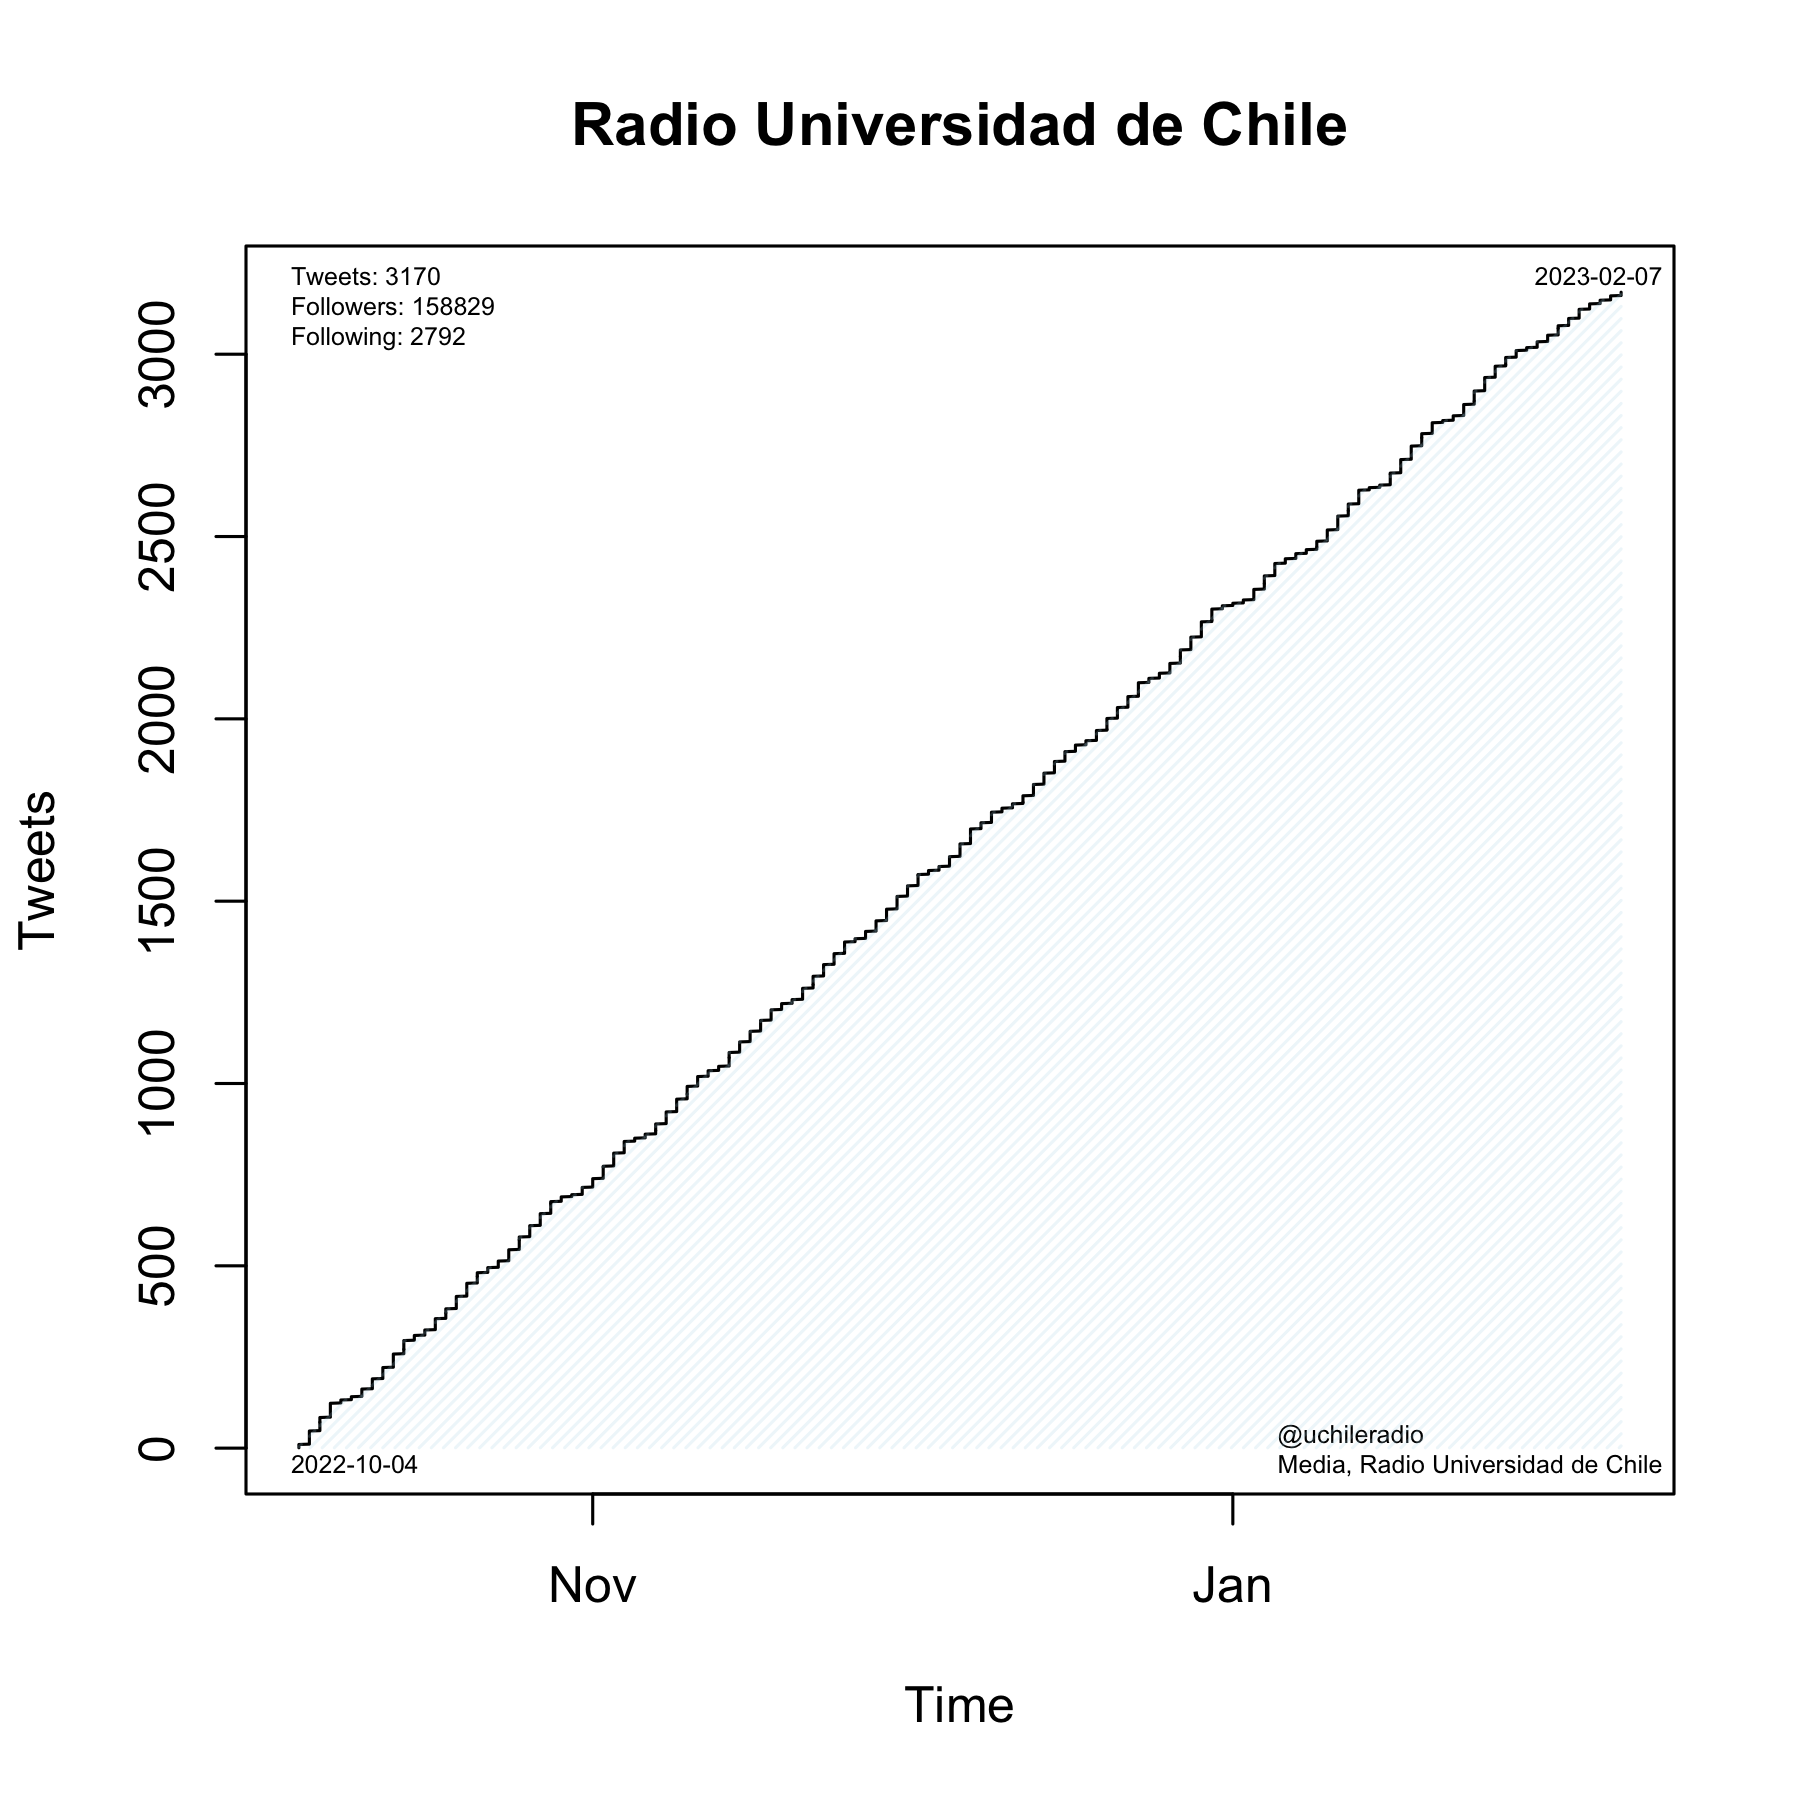 Radio Universidad de Chile
Tweets: 3170
Followers: 158829
Following: 2792
2023-02-07
3000
2500
2000
1500
1000
500
0
Tweets
2022-10-04
@uchileradio
Media, Radio Universidad de Chile
Nov
Jan
Time